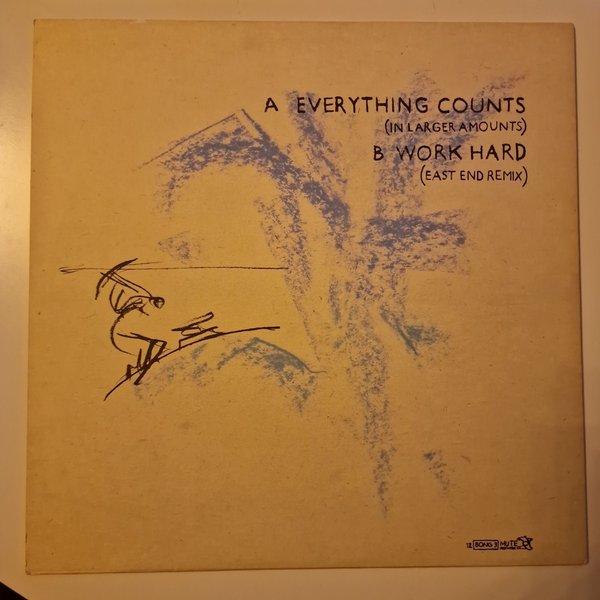 A EVERYTHING COUNTS
(IN LARGER AMOUNTS)
B WORK HARD
(EAST END REMIX)
12 BONG 3 MUTE